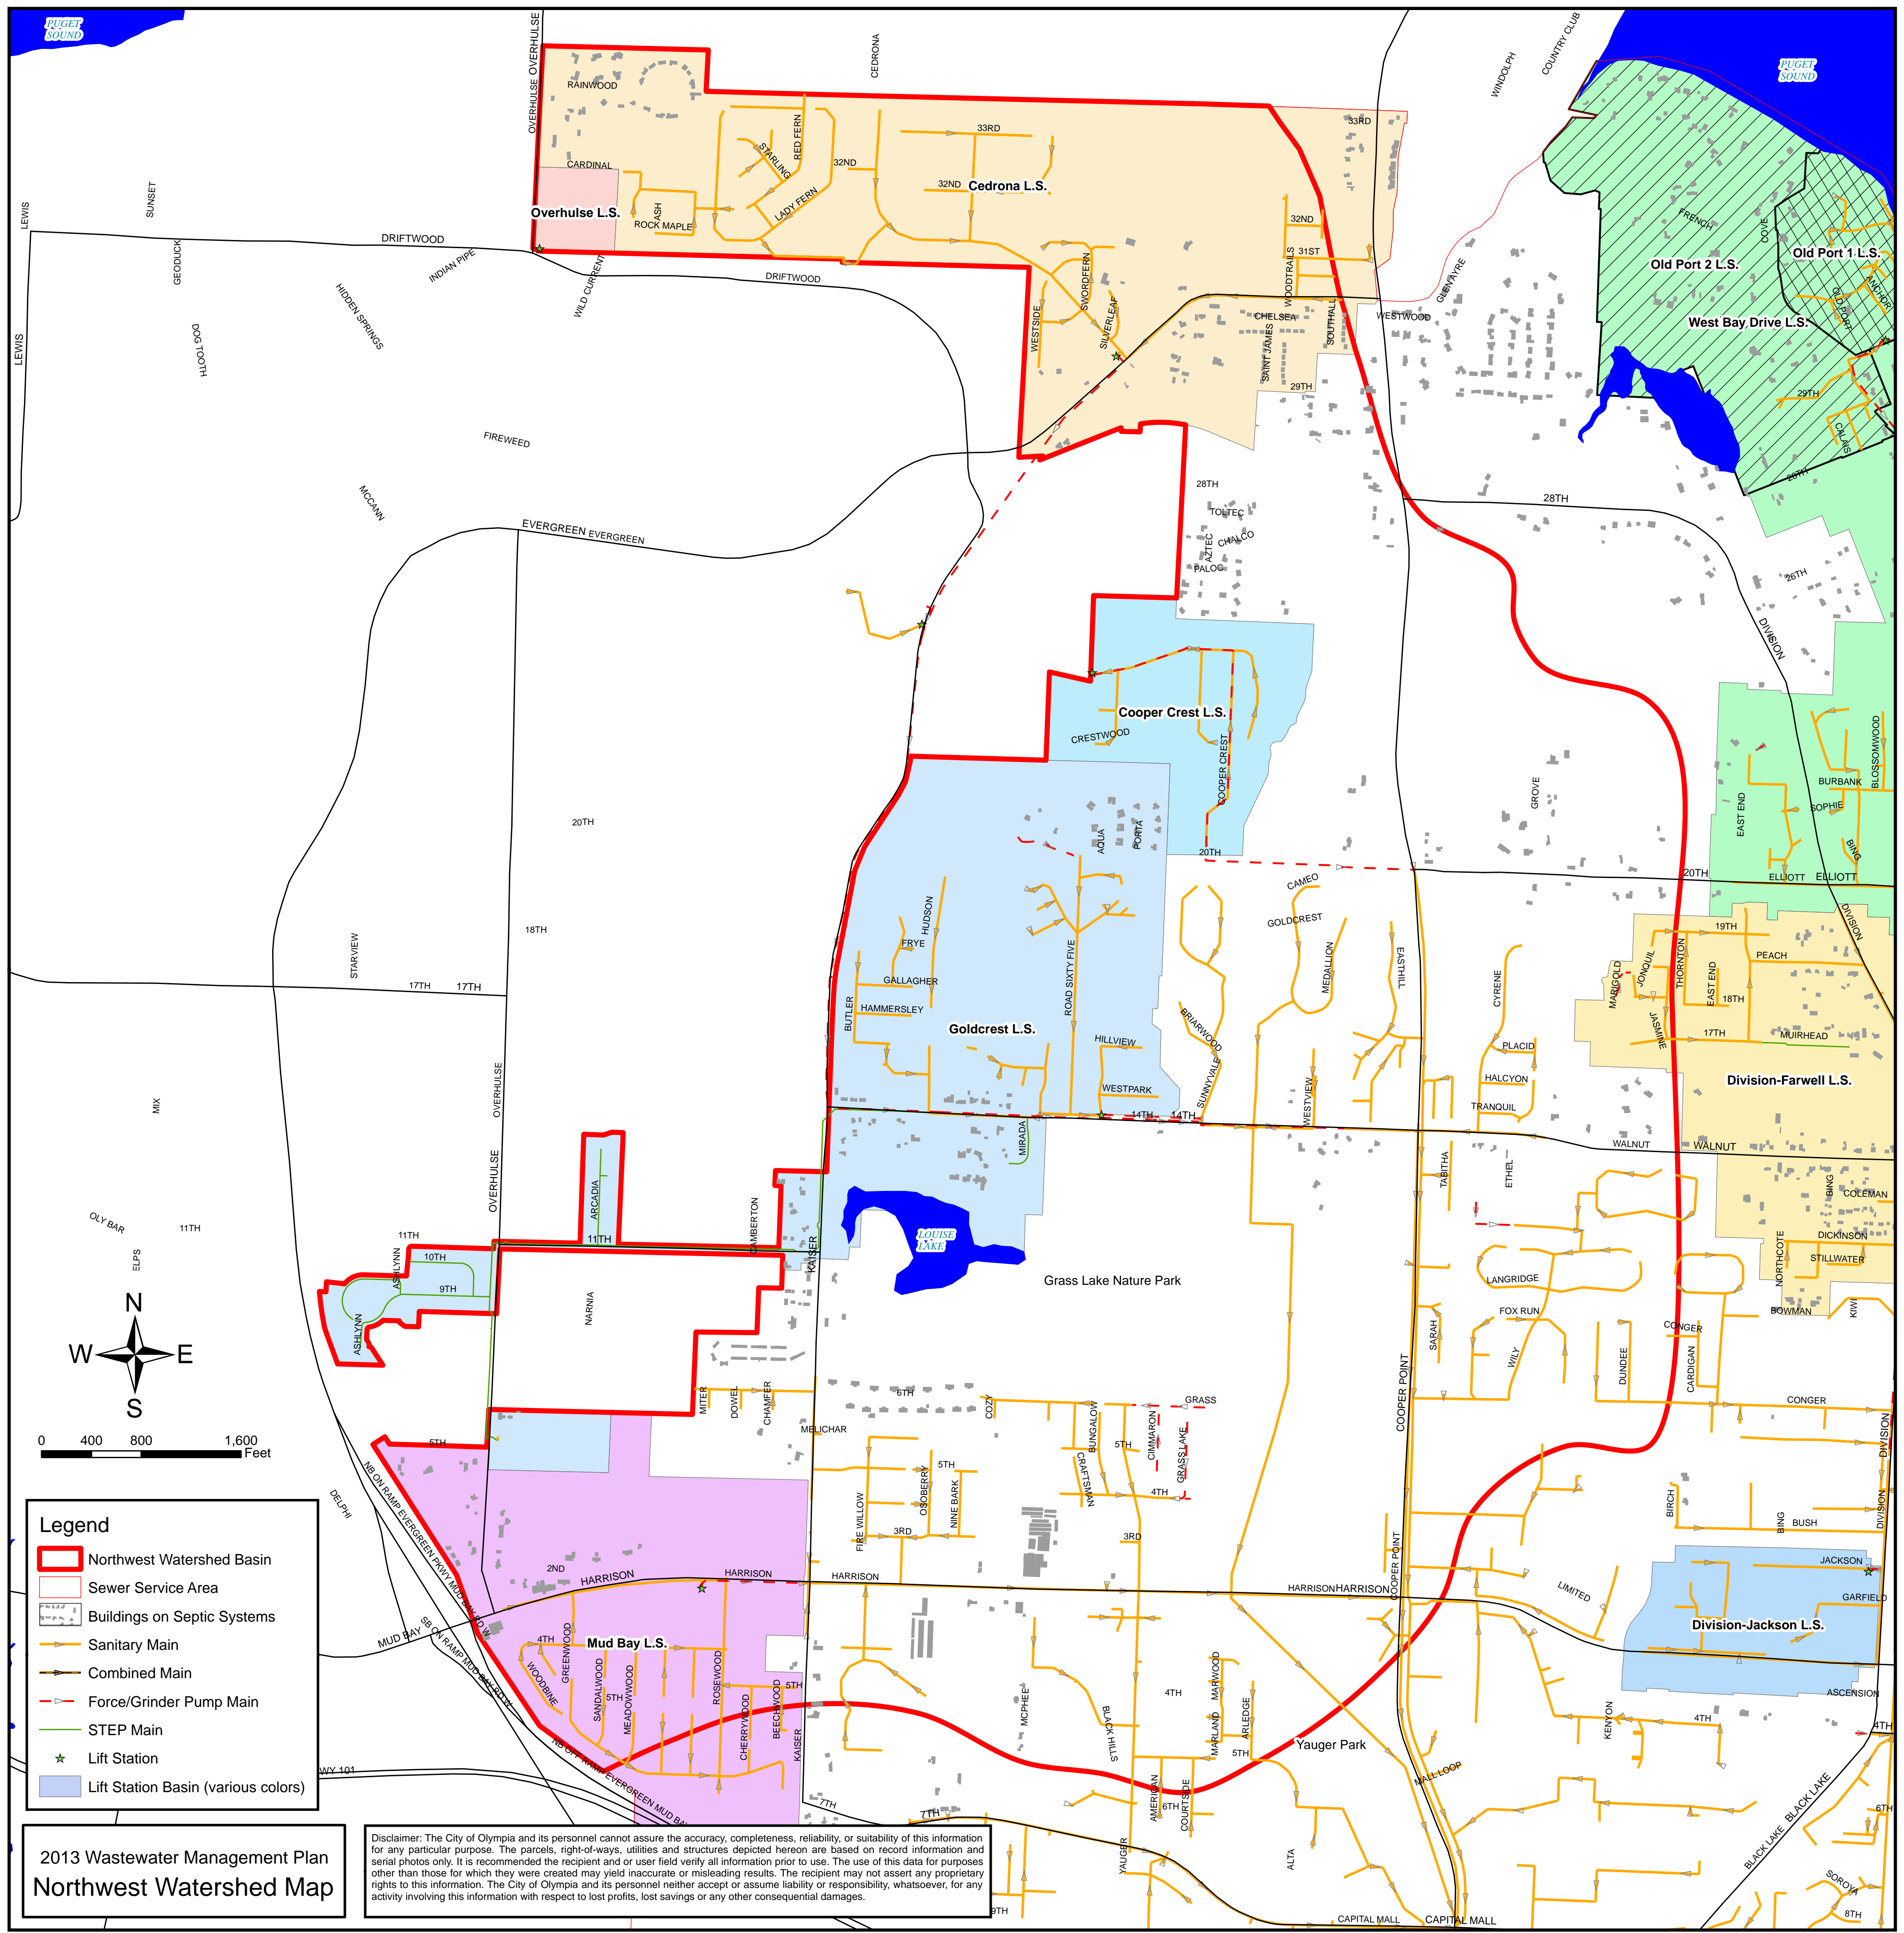 PUGET
SOUND
OVERHULSE
OVERHULSE
CEDRONA
WINDOLPH
COUNTRY CLUB
PUGET
SOUND
RAINWOOD
RED FERN
STARLING
33RD
33RD
32ND
CARDINAL
32ND
Cedrona L.S.
LADY FERN
ASH
ROCK MAPLE
Overhulse L.S.
SUNSET
LEWIS
DRIFTWOOD
GEODUCK
INDIAN PIPE
WILD CURRENT
DRIFTWOOD
32ND
31ST
WOODTRAILS
SWORDFERN
SILVERLEAF
WESTSIDE
CHELSEA
SAINT JAMES
SOUTHALL
WESTWOOD
GLENAYRE
29TH
FRENCH
COVE
Old Port 1 L.S.
Old Port 2 L.S.
ANCHOR
OLD PORT
West Bay Drive L.S.
29TH
CALAIS
28TH
HIDDEN SPRINGS
DOG TOOTH
LEWIS
FIREWEED
MCCANN
EVERGREEN
EVERGREEN
28TH
TOLTEC
CHALCO
AZTEC
PALOC
28TH
26TH
DIVISION
Cooper Crest L.S.
CRESTWOOD
COOPER CREST
20TH
AQUA
PORTA
20TH
GROVE
EAST END
BLOSSOMWOOD
BURBANK
SOPHIE
BING
ELLIOTT
ELLIOTT
20TH
CAMEO
GOLDCREST
MEDALLION
EASTHILL
HUDSON
FRYE
GALLAGHER
HAMMERSLEY
BUTLER
ROAD SIXTY FIVE
Goldcrest L.S.
HILLVIEW
WESTPARK
BRIARWOOD
SUNNYVALE
WESTVIEW
14TH
14TH
MIRADA
18TH
STARVIEW
17TH
17TH
OVERHULSE
OVERHULSE
MIX
CYRENE
PLACID
HALCYON
TRANQUIL
MARIGOLD
JONQUIL
THORNTON
19TH
EAST END
18TH
JASMINE
17TH
PEACH
MUIRHEAD
DIVISION
Division-Farwell L.S.
WALNUT
WALNUT
BING
COLEMAN
DICKINSON
STILLWATER
NORTHCOTE
BOWMAN
KIWI
TABITHA
ETHEL
LANGRIDGE
FOX RUN
SARAH
WILY
DUNDEE
CONGER
CARDIGAN
CONGER
COOPER POINT
ARCADIA
11TH
CAMBERTON
KAISER
LOUISE
LAKE
Grass Lake Nature Park
OLY BAR
11TH
ELPS
11TH
10TH
9TH
ASHLYNN
ASHLYNN
NARNIA
N
W E
S
0 400 800 1,600
Feet
MITER
DOWEL
CHAMFER
MELICHAR
6TH
COZY
GRASS
BUNGALOW
CRAFTSMAN
CIMMARON
GRASS LAKE
5TH
4TH
3RD
5TH
5TH
OSOBERRY
NINE BARK
FIRE WILLOW
3RD
DELPHI
NB ON RAMP EVERGREEN PKWY MUD BAY RD W
SB ON RAMP MUD BAY RD W
MUD BAY
2ND
HARRISON
HARRISON
HARRISON
HARRISON
HARRISON
COOPER POINT
Mud Bay L.S.
4TH
GREENWOOD
WOODBINE
SANDALWOOD
5TH
MEADOWWOOD
ROSEWOOD
CHERRYWOOD
BEECHWOOD
5TH
KAISER
NB OFF RAMP EVERGREEN MUD BAY
7TH
7TH
MCPHEE
BLACK HILLS
4TH
MARWOOD
MARLAND
ARLEDGE
5TH
AMERICAN
6TH
COURTSIDE
YAUGER
Yauger Park
ALTA
MALL LOOP
CAPITAL MALL
CAPITAL MALL
9TH
BIRCH
BING
BUSH
DIVISION
DIVISION
JACKSON
GARFIELD
LIMITED
Division-Jackson L.S.
ASCENSION
KENYON
4TH
4TH
BLACK LAKE
BLACK LAKE
6TH
SOROYA
8TH
WY 101
Legend
Northwest Watershed Basin
Sewer Service Area
Buildings on Septic Systems
Sanitary Main
Combined Main
Force/Grinder Pump Main
STEP Main
Lift Station
Lift Station Basin (various colors)
2013 Wastewater Management Plan
Northwest Watershed Map
Disclaimer: The City of Olympia and its personnel cannot assure the accuracy, completeness, reliability, or suitability of this information
for any particular purpose. The parcels, right-of-ways, utilities and structures depicted hereon are based on record information and
serial photos only. It is recommended the recipient and or user field verify all information prior to use. The use of this data for purposes
other than those for which they were created may yield inaccurate or misleading results. The recipient may not assert any proprietary
rights to this information. The City of Olympia and its personnel neither accept or assume liability or responsibility, whatsoever, for any
activity involving this information with respect to lost profits, lost savings or any other consequential damages.